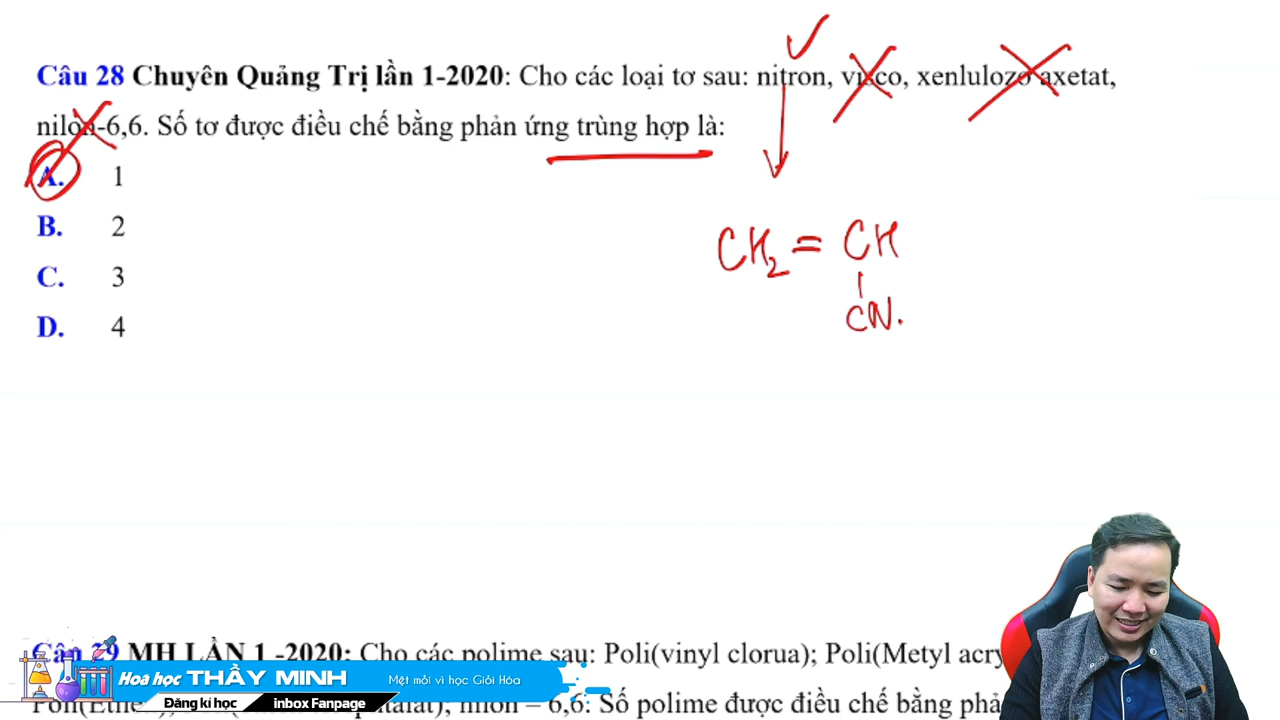 Câu 28 Chuyên Quảng Trị lần 1-2020: Cho các loại tơ sau: nitron, visco, xenlulozơ axetat,
nilon-6,6. Số tơ được điều chế bằng phản ứng trùng hợp là:
A. 1
B. 2
C. 3
D. 4
CH2 = CH
CN.
MH LẦN 1 -2020: Cho các polime sau: Poli(vinyl clorua); Poli(Metyl
nilon – 6,6: Số polime được điều chế bằng
Hoá học THẦY MINH
Mệt mỏi vì học Giỏi Hóa
Đăng kí học
inbox Fanpage